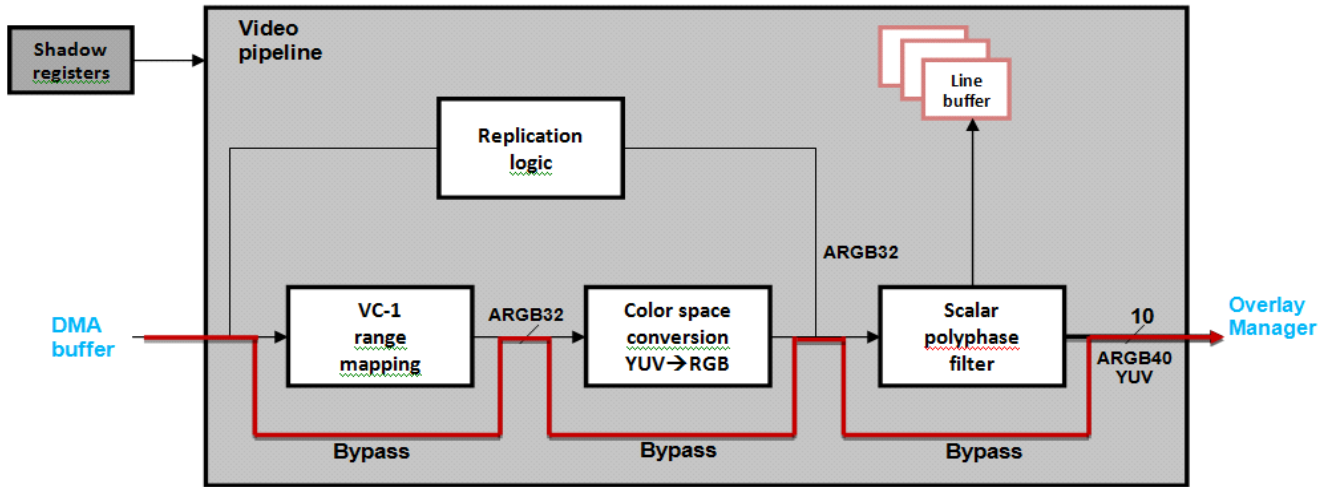 Shadow
registers
Video
pipeline
Line
buffer
Replication
logic
ARGB32
DMA
buffer
VC-1
range
mapping
ARGB32
Color space
conversion
YUV→RGB
Scalar
polyphase
filter
10
ARGB40
YUV
Overlay
Manager
Bypass
Bypass
Bypass